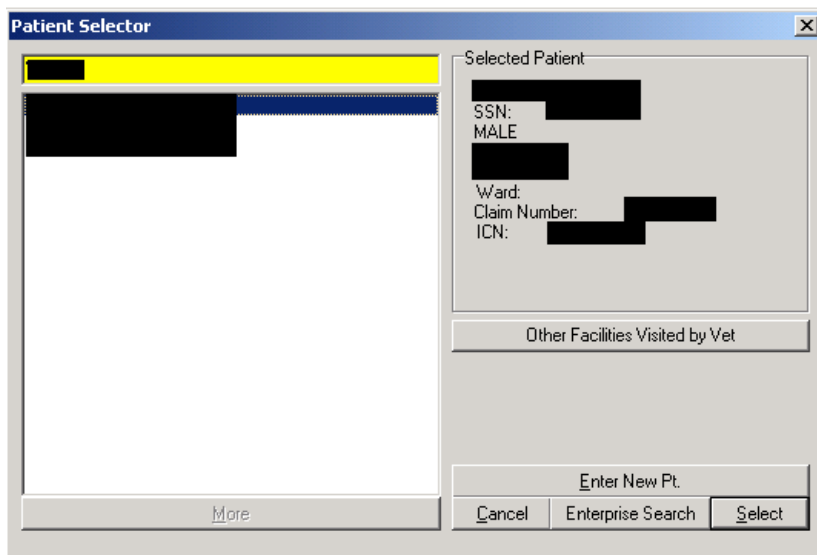 Patient Selector
Selected Patient
SSN:
MALE
Ward:
Claim Number:
ICN:
Other Facilities Visited by Vet
Enter New Pt.
More
Cancel
Enterprise Search
Select